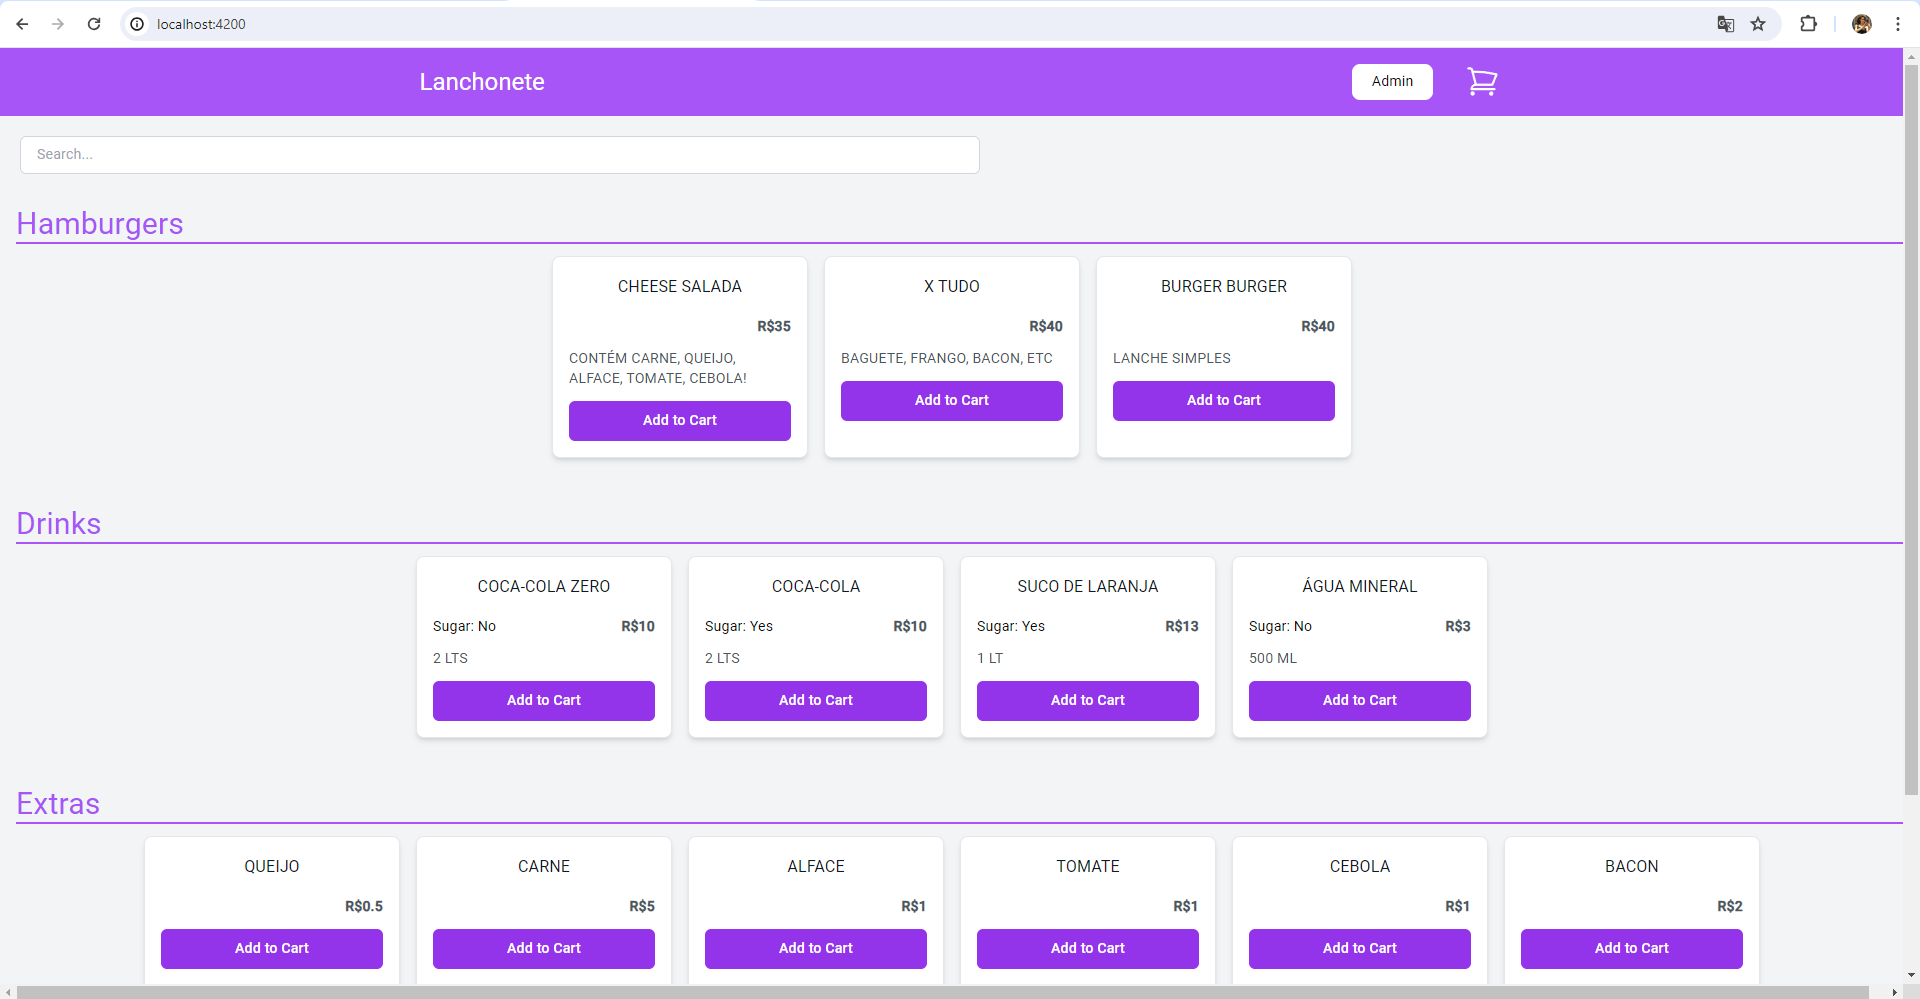 localhost:4200
Lanchonete
Admin
Search...
Hamburgers
CHEESE SALADA
R$35
CONTÉM CARNE, QUEIJO,
ALFACE, TOMATE, CEBOLA!
Add to Cart
X TUDO
R$40
BAGUETE, FRANGO, BACON, ETC
Add to Cart
BURGER BURGER
R$40
LANCHE SIMPLES
Add to Cart
Drinks
COCA-COLA ZERO
Sugar: No R$10
2 LTS
Add to Cart
COCA-COLA
Sugar: Yes R$10
2 LTS
Add to Cart
SUCO DE LARANJA
Sugar: Yes R$13
1 LT
Add to Cart
ÁGUA MINERAL
Sugar: No R$3
500 ML
Add to Cart
Extras
QUEIJO
R$0.5
Add to Cart
CARNE
R$5
Add to Cart
ALFACE
R$1
Add to Cart
TOMATE
R$1
Add to Cart
CEBOLA
R$1
Add to Cart
BACON
R$2
Add to Cart